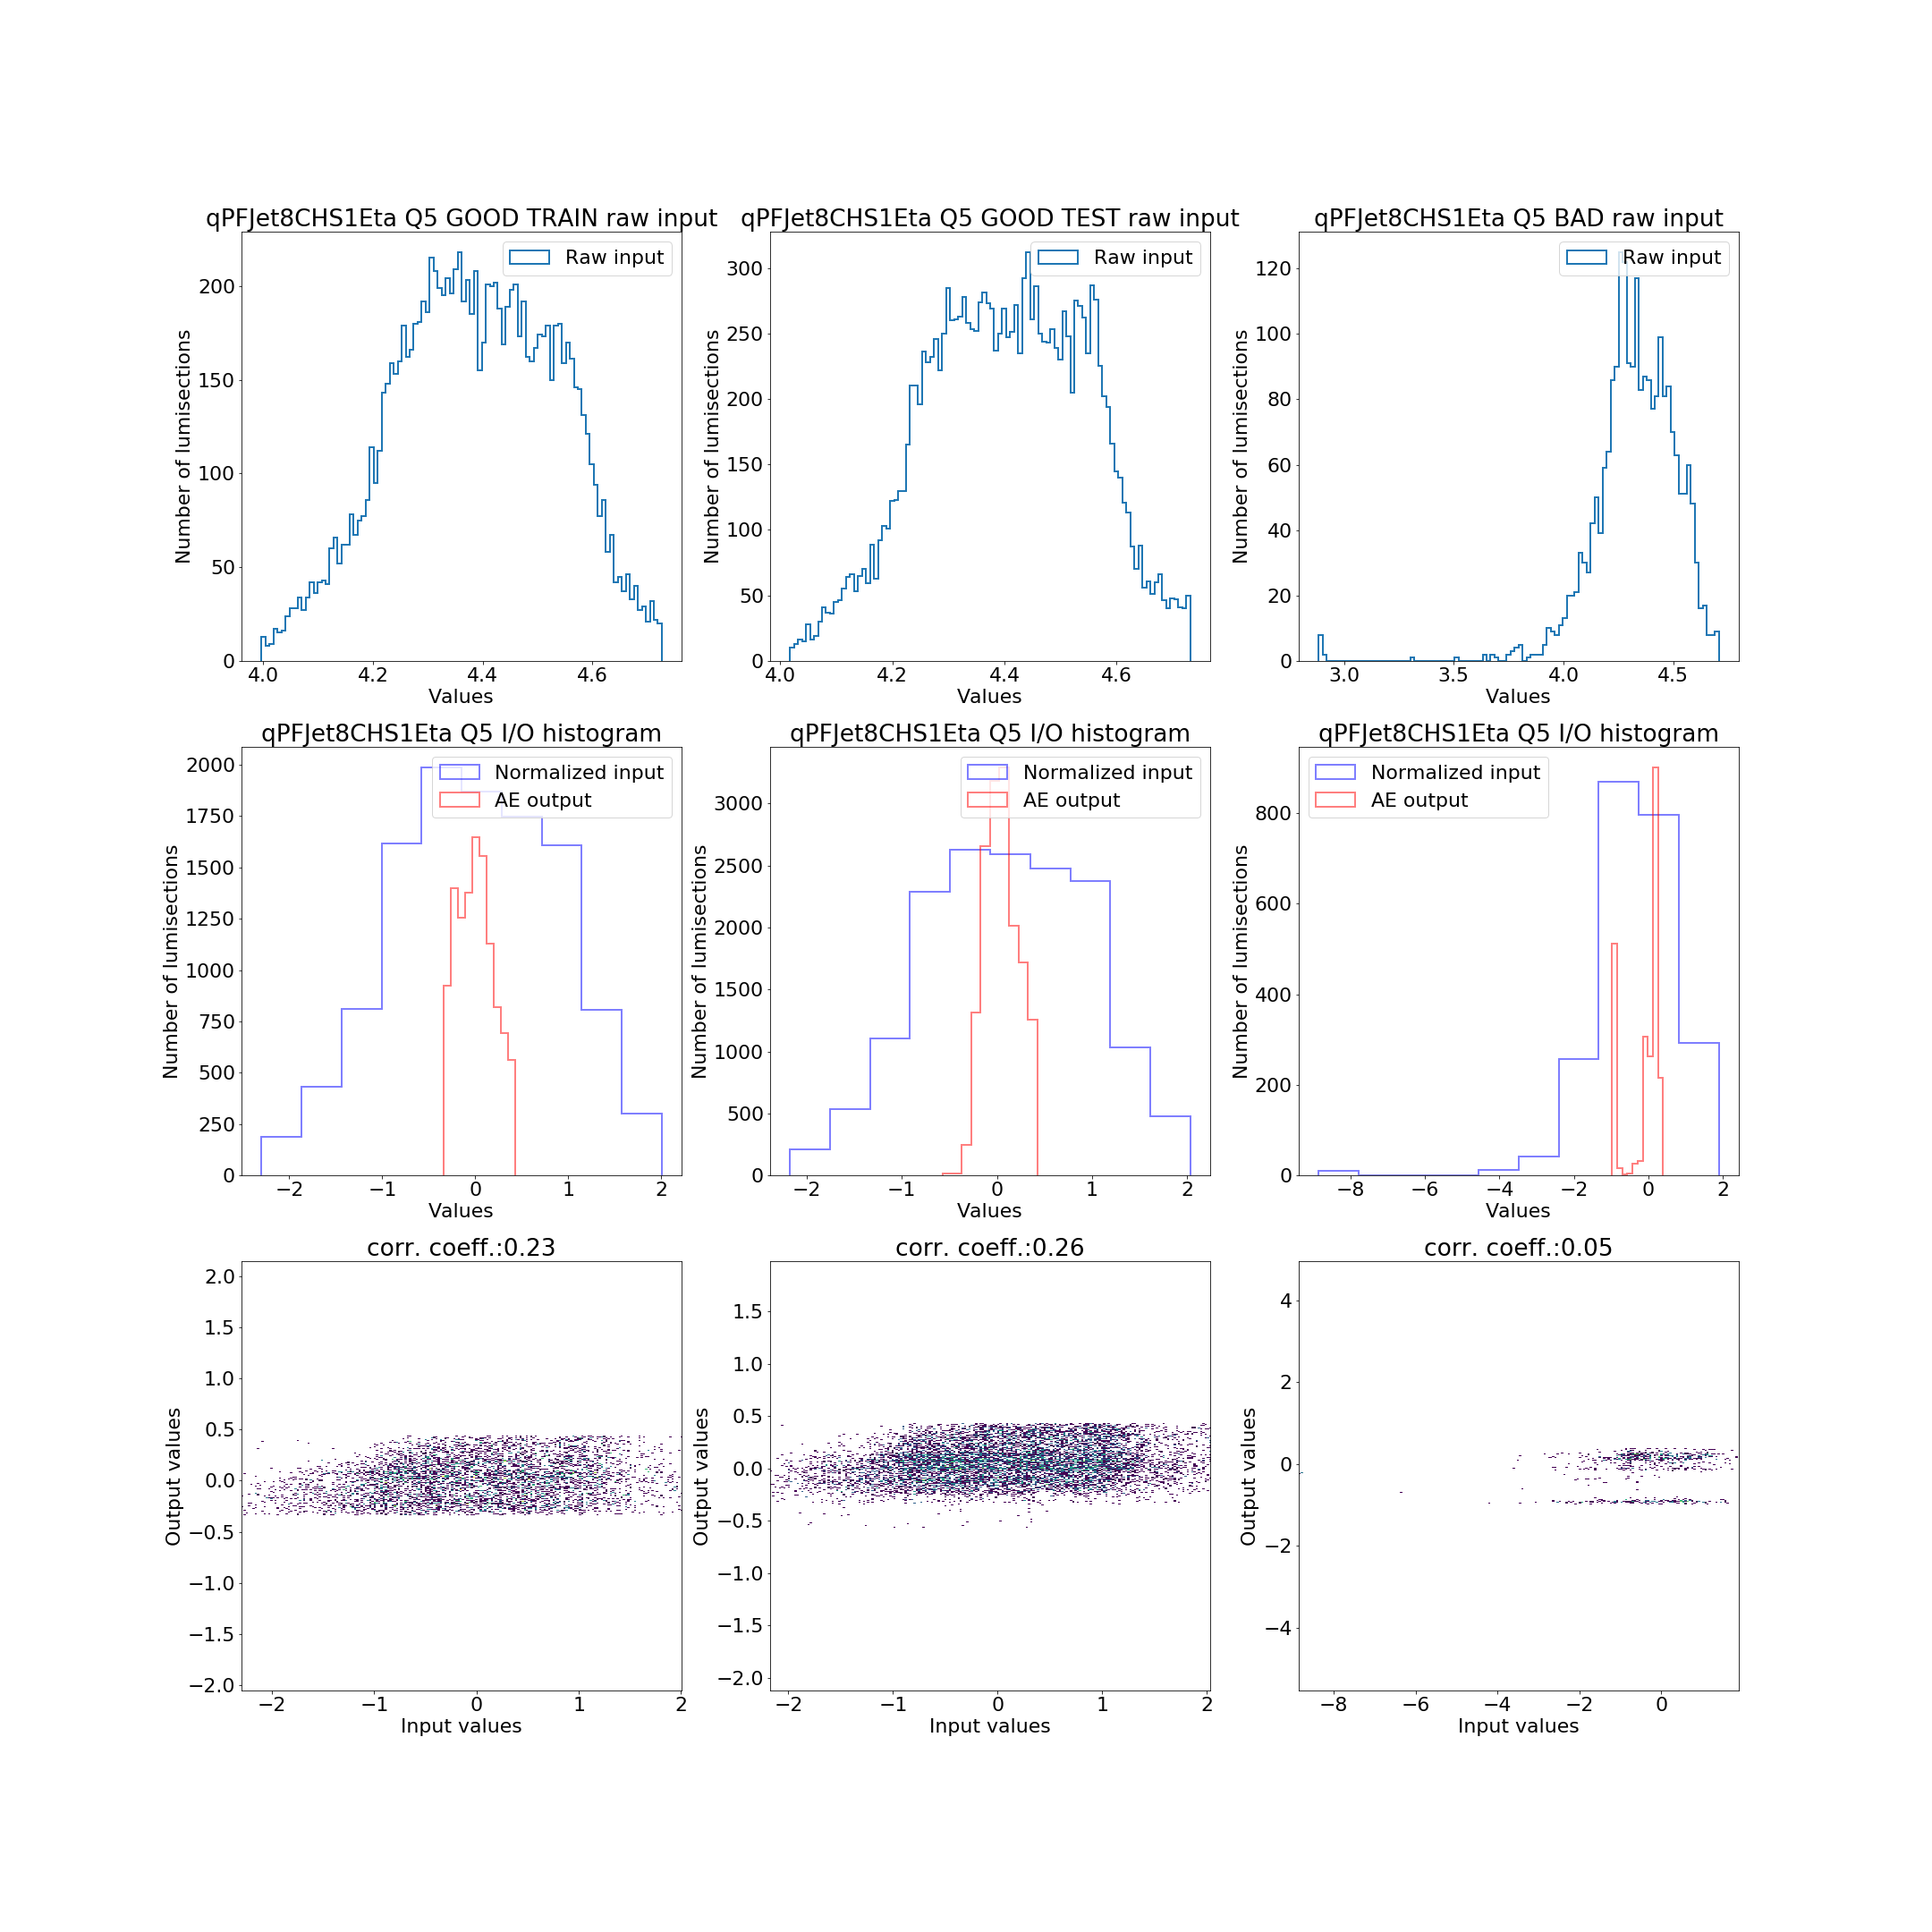 qPFJet8CHS1Eta Q5 GOOD TRAIN raw input
Raw input
Number of lumisections
0
50
100
150
200
4.0
4.2
4.4
4.6
Values
qPFJet8CHS1Eta Q5 GOOD TEST raw input
Raw input
Number of lumisections
0
50
100
150
200
250
300
4.0
4.2
4.4
4.6
Values
qPFJet8CHS1Eta Q5 BAD raw input
Raw input
Number of lumisections
0
20
40
60
80
100
120
3.0
3.5
4.0
4.5
Values
qPFJet8CHS1Eta Q5 I/O histogram
Normalized input
AE output
Number of lumisections
0
250
500
750
1000
1250
1500
1750
2000
−2
−1
0
1
2
Values
qPFJet8CHS1Eta Q5 I/O histogram
Normalized input
AE output
Number of lumisections
0
500
1000
1500
2000
2500
3000
−2
−1
0
1
2
Values
qPFJet8CHS1Eta Q5 I/O histogram
Normalized input
AE output
Number of lumisections
0
200
400
600
800
−8
−6
−4
−2
0
2
Values
corr. coeff.:0.23
Output values
2.0
1.5
1.0
0.5
0.0
−0.5
−1.0
−1.5
−2.0
−2
−1
0
1
2
Input values
corr. coeff.:0.26
Output values
1.5
1.0
0.5
0.0
−0.5
−1.0
−1.5
−2.0
−2
−1
0
1
2
Input values
corr. coeff.:0.05
Output values
4
2
0
−2
−4
−8
−6
−4
−2
0
Input values